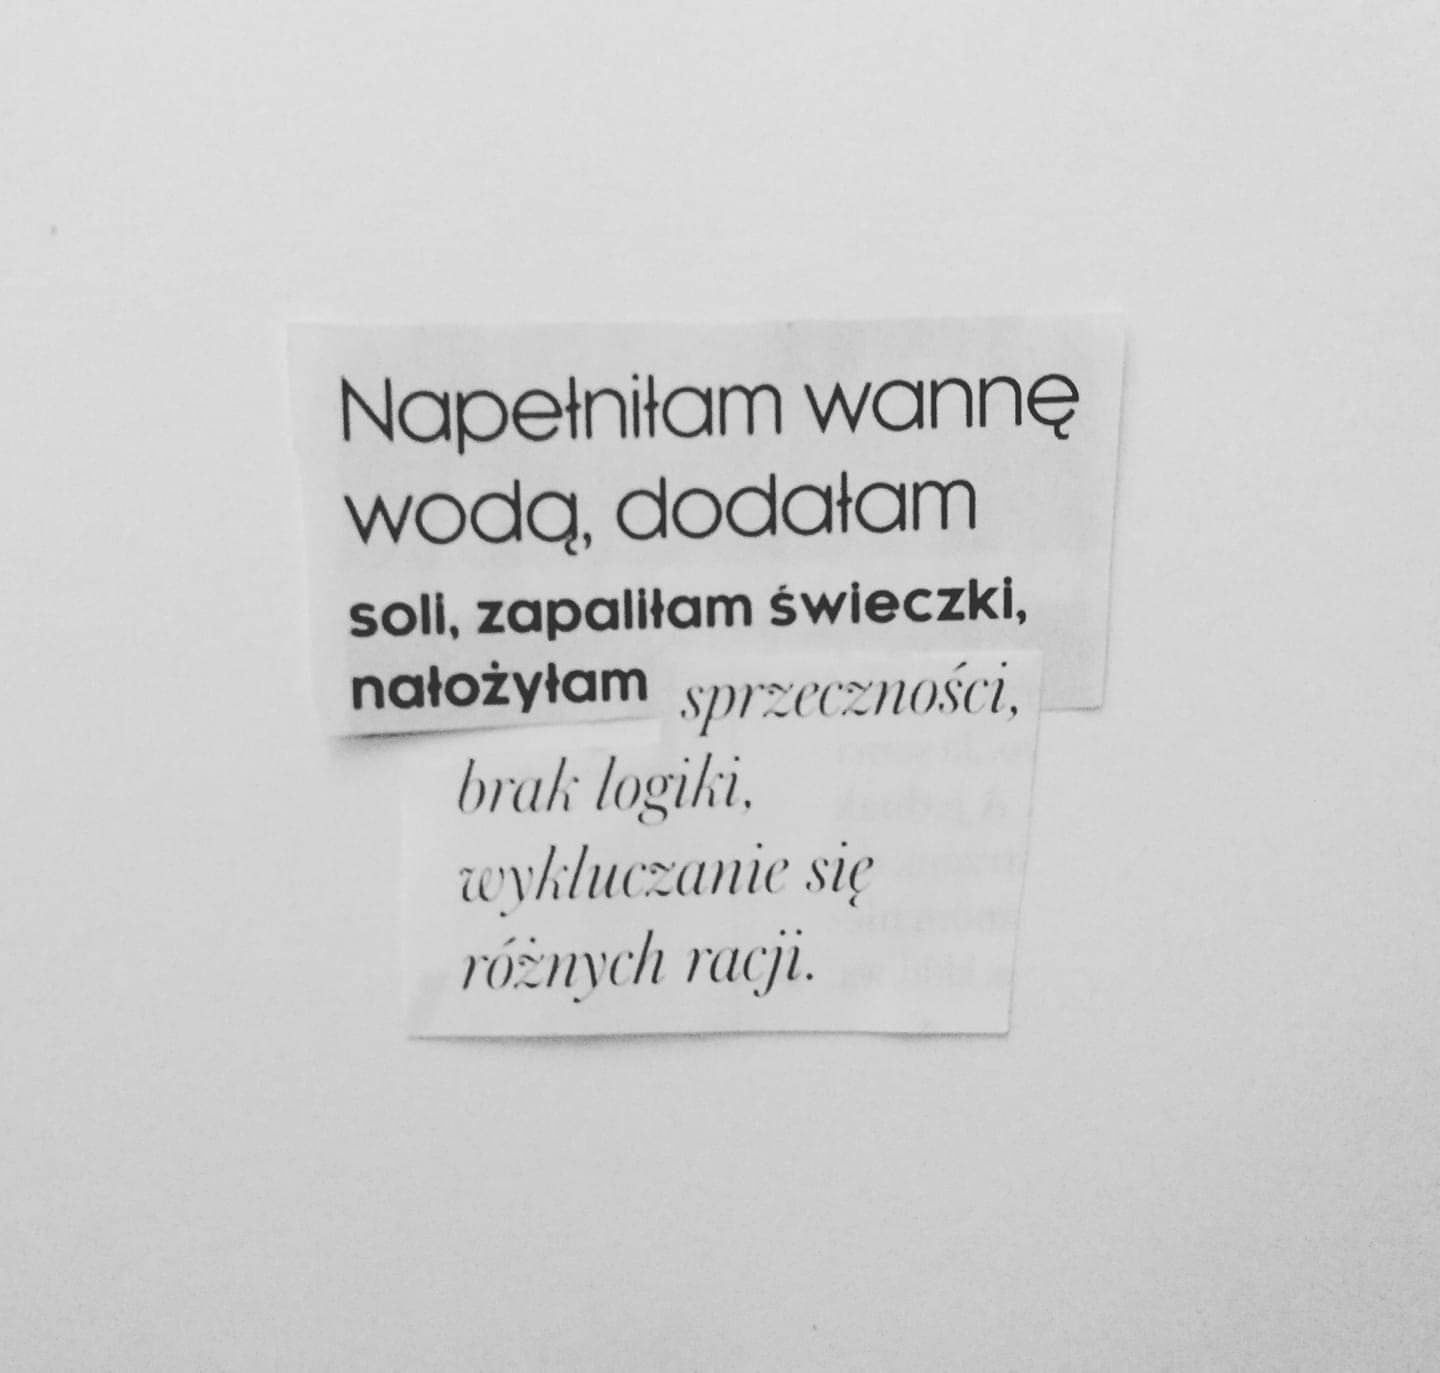 Napełniłam wannę
wodą, dodałam
soli, zapaliłam świeczki,
nałożyłam sprzeczności,
brak logiki,
wykluczanie się
różnych racji.